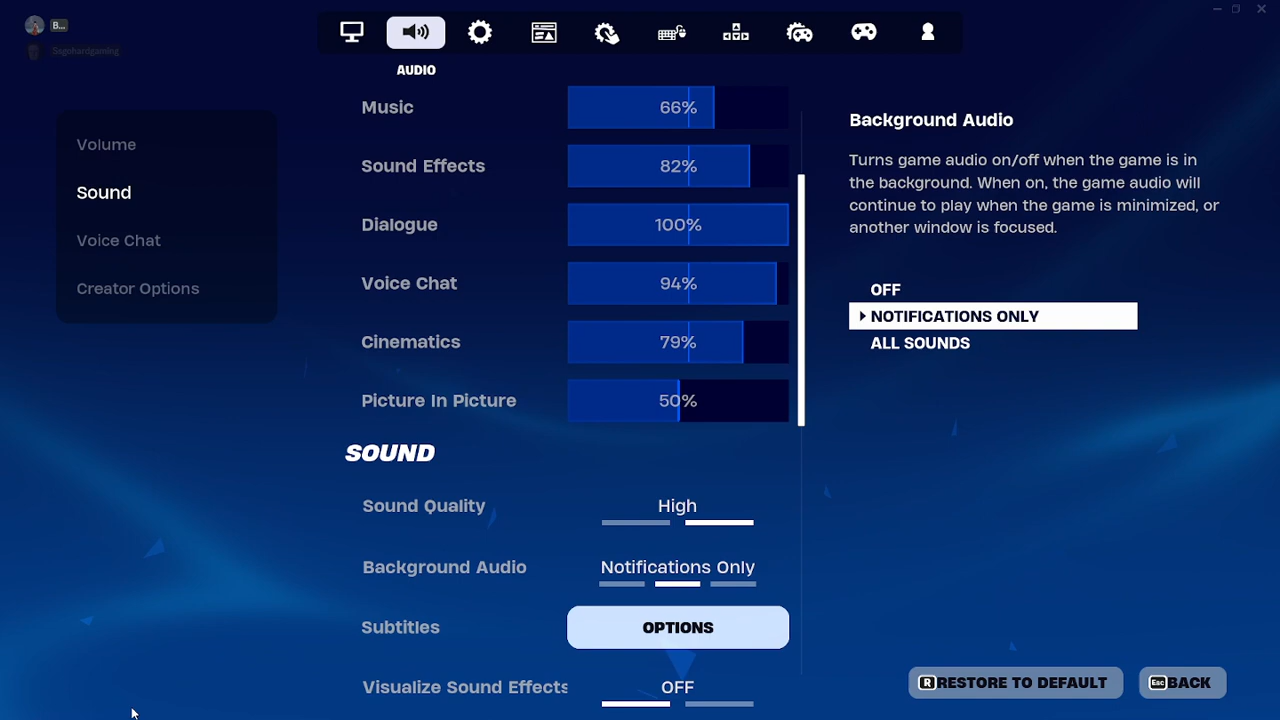 B...
Segohardgaming
AUDIO
Volume
Sound
Voice Chat
Creator Options
Music 66%
Sound Effects 82%
Dialogue 100%
Voice Chat 94%
Cinematics 79%
Picture In Picture 50%
SOUND
Sound Quality High
Background Audio Notifications Only
Subtitles OPTIONS
Visualize Sound Effects OFF
Background Audio
Turns game audio on/off when the game is in
the background. When on, the game audio will
continue to play when the game is minimized, or
another window is focused.
OFF
NOTIFICATIONS ONLY
ALL SOUNDS
R RESTORE TO DEFAULT
Esc BACK